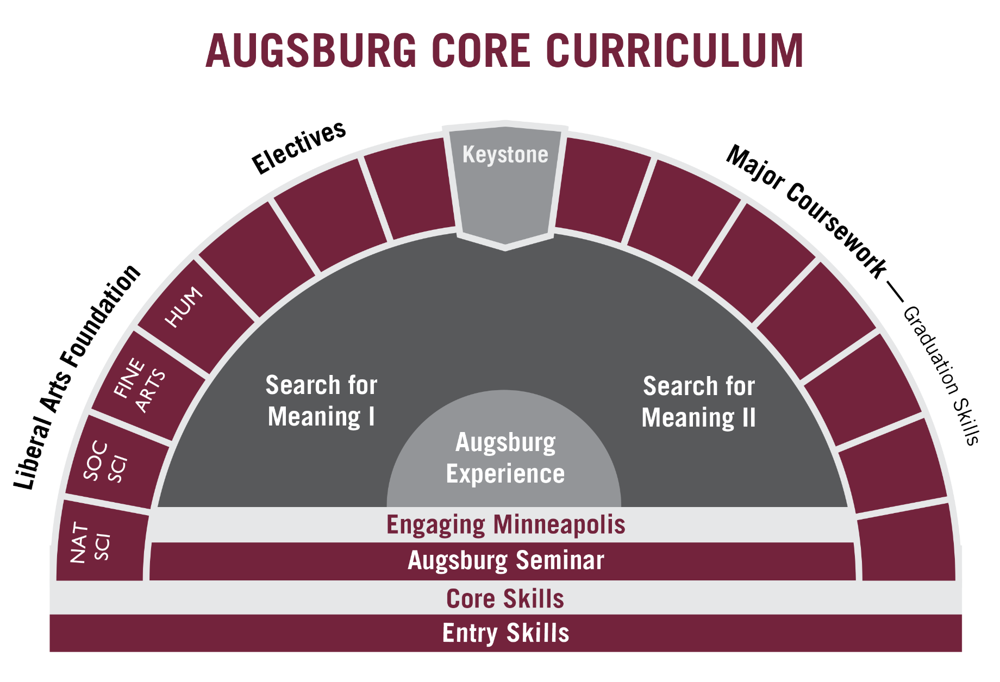 AUGSBURG CORE CURRICULUM
Electives
Keystone
Major Coursework — Graduation Skills
Liberal Arts Foundation
HUM
FINE
ARTS
SOC
SCI
NAT
SCI
Search for
Meaning I
Search for
Meaning II
Augsburg
Experience
Engaging Minneapolis
Augsburg Seminar
Core Skills
Entry Skills